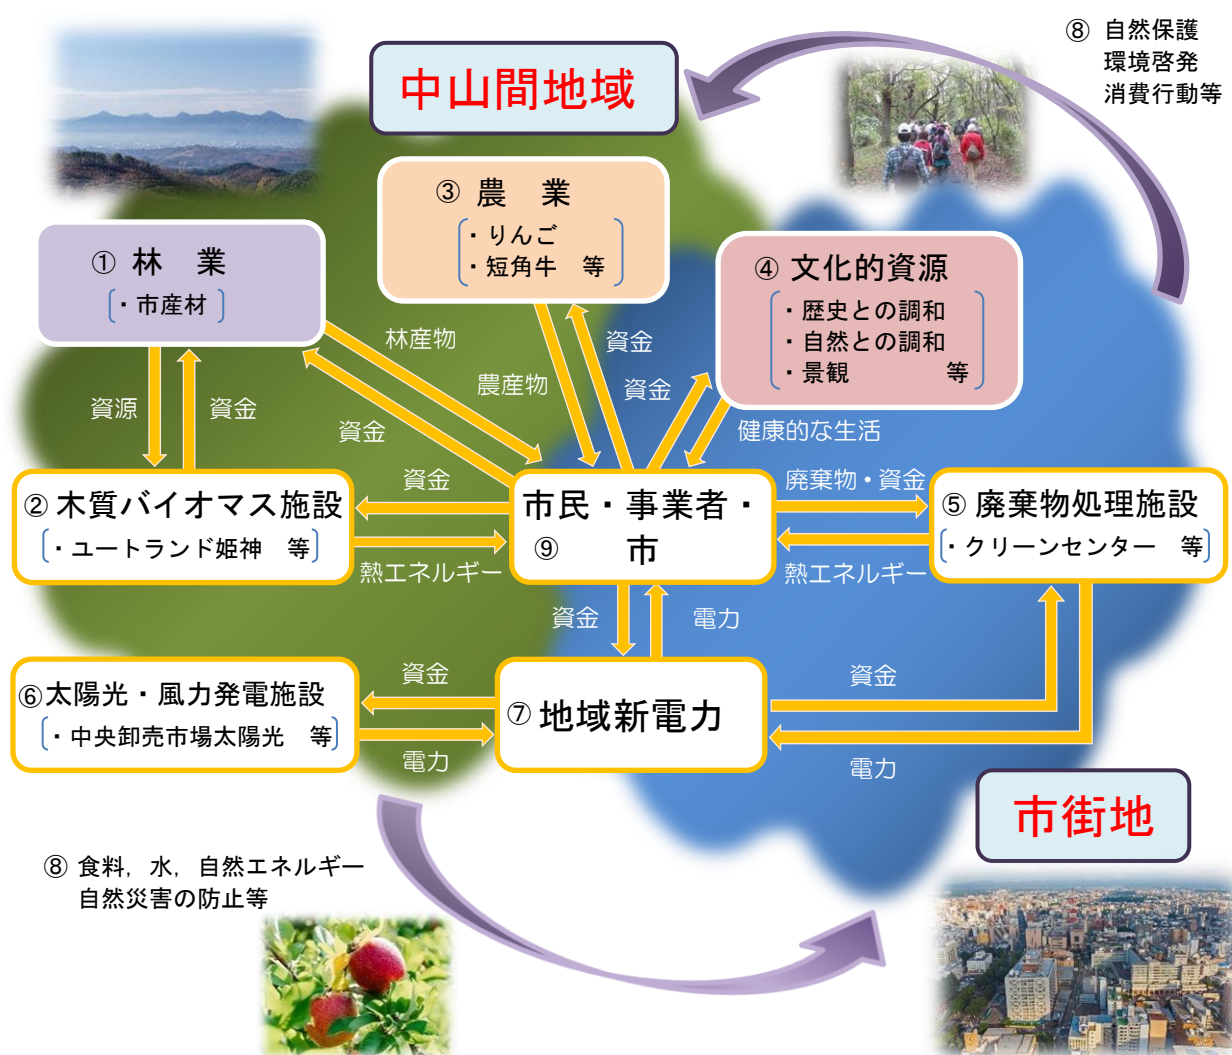 ⑧ 自然保護
環境啓発
消費行動等
中山間地域
③ 農　業
・りんご
・短角牛　等
① 林　業
・市産材
④ 文化的資源
・歴史との調和
・自然との調和
・景観　　　　等
林産物
資金
農産物
資金
資源
資金
資金
健康的な生活
② 木質バイオマス施設
・ユートランド姫神　等
資金
熱エネルギー
市民・事業者・
⑨　　市
廃棄物・資金
熱エネルギー
⑤ 廃棄物処理施設
・クリーンセンター　等
資金
電力
⑥ 太陽光・風力発電施設
・中央卸売市場太陽光　等
資金
電力
⑦ 地域新電力
資金
電力
市街地
⑧ 食料，水，自然エネルギー
自然災害の防止等